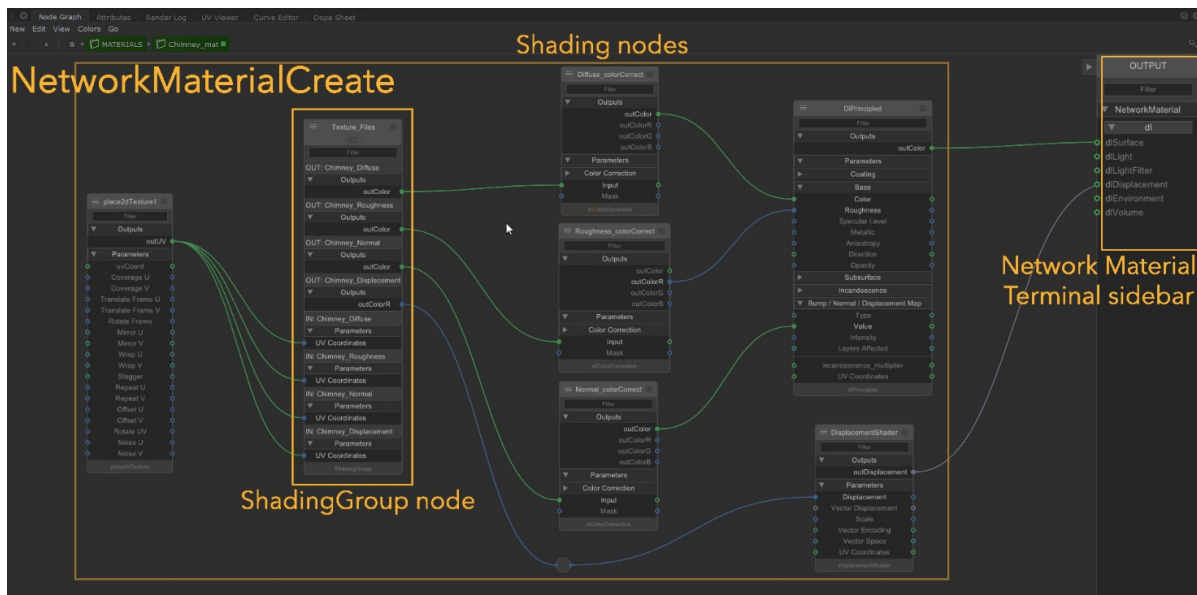 Node Graph Attributes Render Log UV Viewer Curve Editor Dope Sheet
New Edit View Colors Go
MATERIALS Chimney_mat
Shading nodes
NetworkMaterialCreate
place2dTexture1
Filter
Outputs
outUV
Parameters
uvCoord
Coverage U
Coverage V
Translate Frame U
Translate Frame V
Rotate Frame
Mirror U
Mirror V
Wrap U
Wrap V
Stagger
Repeat U
Repeat V
Offset U
Offset V
Rotate UV
Noise U
Noise V
place2dTexture
Texture_Files
Filter
OUT: Chimney_Diffuse
Outputs
outColor
OUT: Chimney_Roughness
Outputs
outColor
OUT: Chimney_Normal
Outputs
outColor
OUT: Chimney_Displacement
Outputs
outColorR
IN: Chimney_Diffuse
Parameters
UV Coordinates
IN: Chimney_Roughness
Parameters
UV Coordinates
IN: Chimney_Normal
Parameters
UV Coordinates
IN: Chimney_Displacement
Parameters
UV Coordinates
ShadingGroup
ShadingGroup node
Diffuse_colorCorrect
Filter
Outputs
outColor
outColorR
outColorG
outColorB
Parameters
Color Correction
Input
Mask
dlColorCorrection
Roughness_colorCorrect
Filter
Outputs
outColor
outColorR
outColorG
outColorB
Parameters
Color Correction
Input
Mask
dlColorCorrection
Normal_colorCorrect
Filter
Outputs
outColor
outColorR
outColorG
outColorB
Parameters
Color Correction
Input
Mask
dlColorCorrection
DlPrincipled
Filter
Outputs
outColor
Parameters
Coating
Base
Color
Roughness
Specular Level
Metallic
Anisotropy
Direction
Opacity
Subsurface
Incandescence
Bump / Normal / Displacement Map
Type
Value
Intensity
Layers Affected
incandescence_multiplier
UV Coordinates
dlPrincipled
DisplacementShader
Filter
Outputs
outDisplacement
Parameters
Displacement
Vector Displacement
Scale
Vector Encoding
Vector Space
UV Coordinates
DisplacementShader
OUTPUT
Filter
NetworkMaterial
dl
dlSurface
dlLight
dlLightFilter
dlDisplacement
dlEnvironment
dlVolume
Network Material
Terminal sidebar